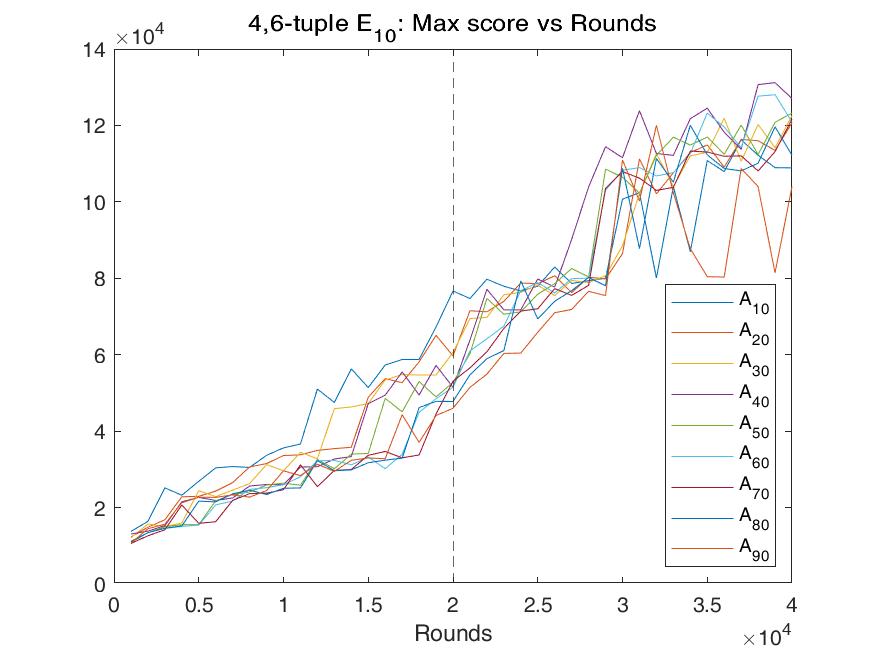 4,6-tuple E10: Max score vs Rounds
×10^4
14
12
10
8
6
4
2
0
A10
A20
A30
A40
A50
A60
A70
A80
A90
0 0.5 1 1.5 2 2.5 3 3.5 4
Rounds
×10^4